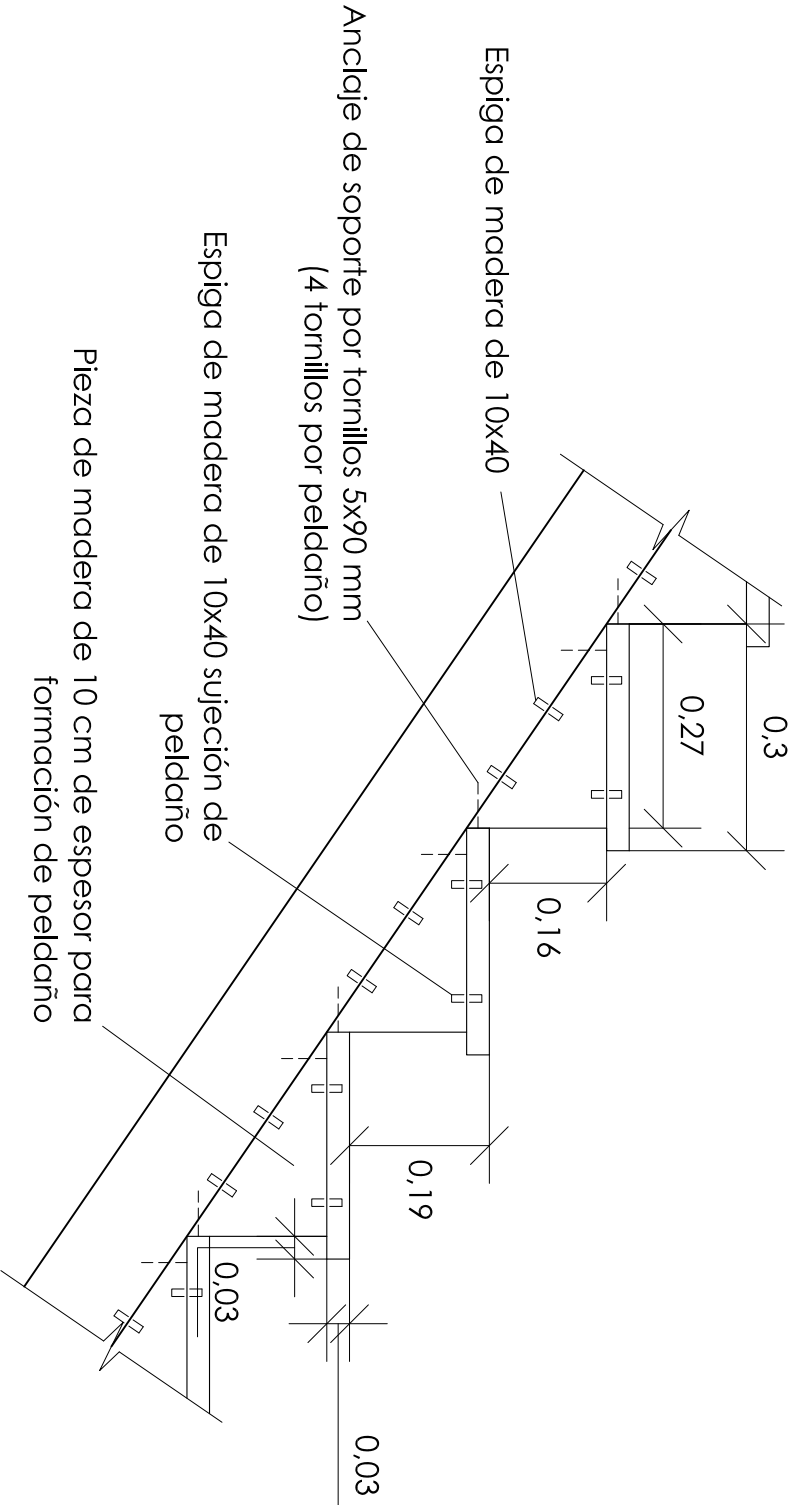 Espiga de madera de 10x40
Anclaje de soporte por tornillos 5x90 mm
(4 tornillos por peldaño)
Espiga de madera de 10x40 sujeción de
peldaño
Pieza de madera de 10 cm de espesor para
formación de peldaño
0,3
0,27
0,16
0,19
0,03
0,03